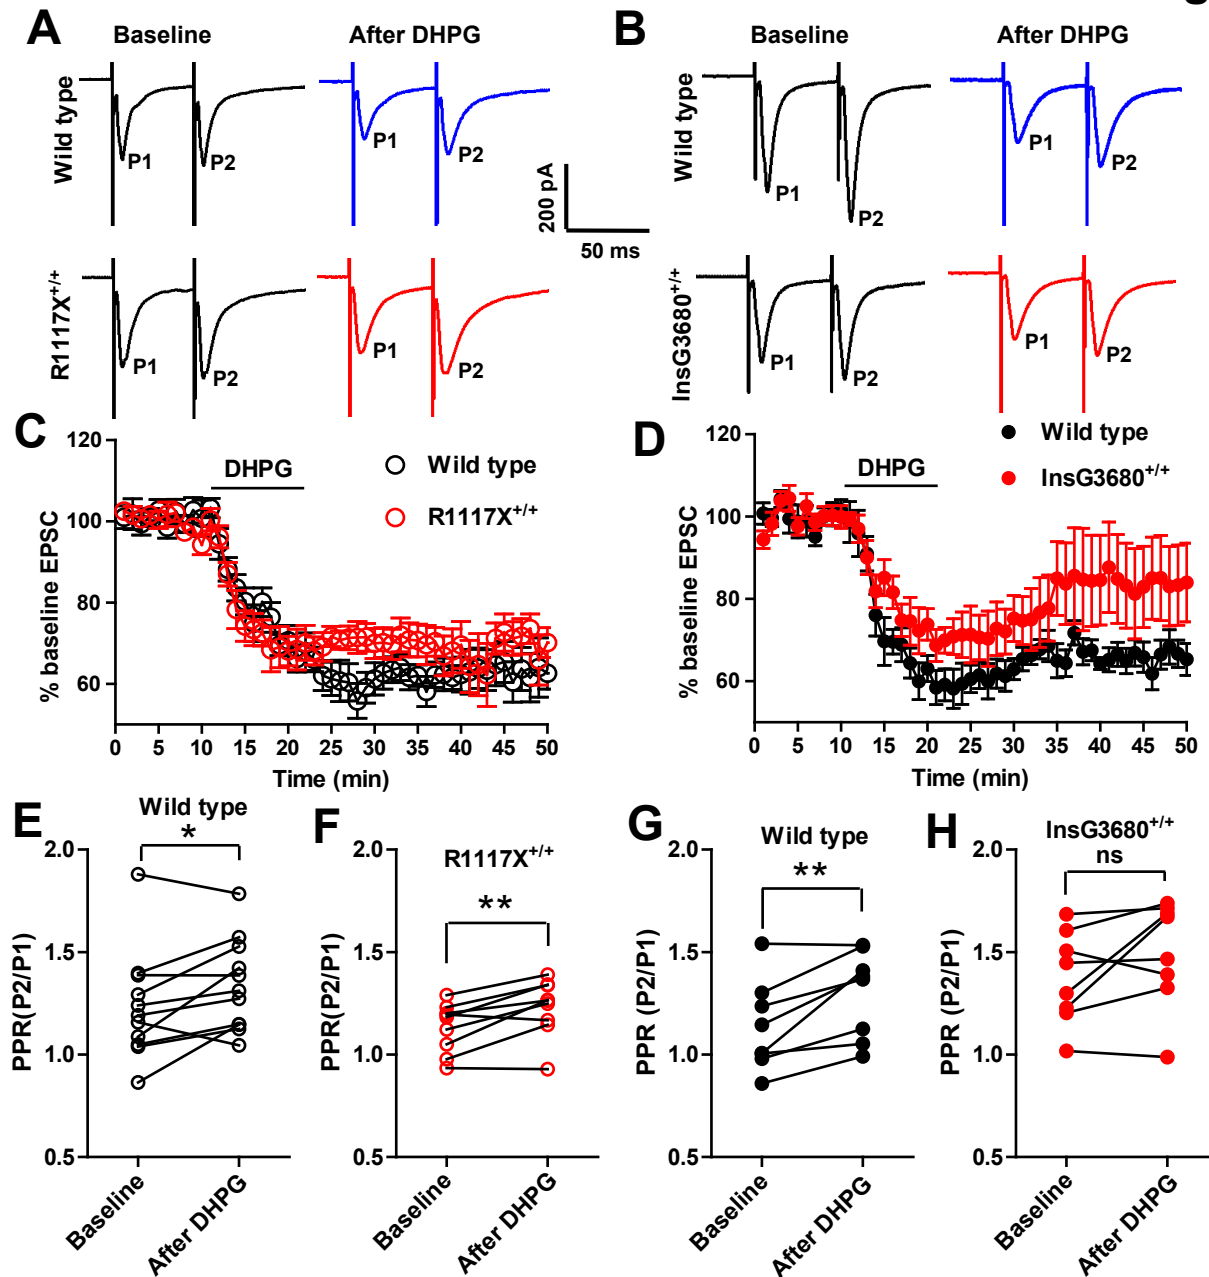 A
Baseline
After DHPG
Wild type
P1
P2
P1
P2
R1117X+/+
P1
P2
P1
P2
200 pA
50 ms
B
Baseline
After DHPG
Wild type
P1
P2
P1
P2
InsG3680+/+
P1
P2
P1
P2
C
120
100
80
60
% baseline EPSC
DHPG
Wild type
R1117X+/+
0 5 10 15 20 25 30 35 40 45 50
Time (min)
D
120
100
80
60
% baseline EPSC
DHPG
Wild type
InsG3680+/+
0 5 10 15 20 25 30 35 40 45 50
Time (min)
E
Wild type
*
2.0
1.5
1.0
0.5
PPR(P2/P1)
Baseline
After DHPG
F
R1117X+/+
**
2.0
1.5
1.0
0.5
PPR(P2/P1)
Baseline
After DHPG
G
Wild type
**
2.0
1.5
1.0
0.5
PPR (P2/P1)
Baseline
After DHPG
H
InsG3680+/+
ns
2.0
1.5
1.0
0.5
PPR (P2/P1)
Baseline
After DHPG